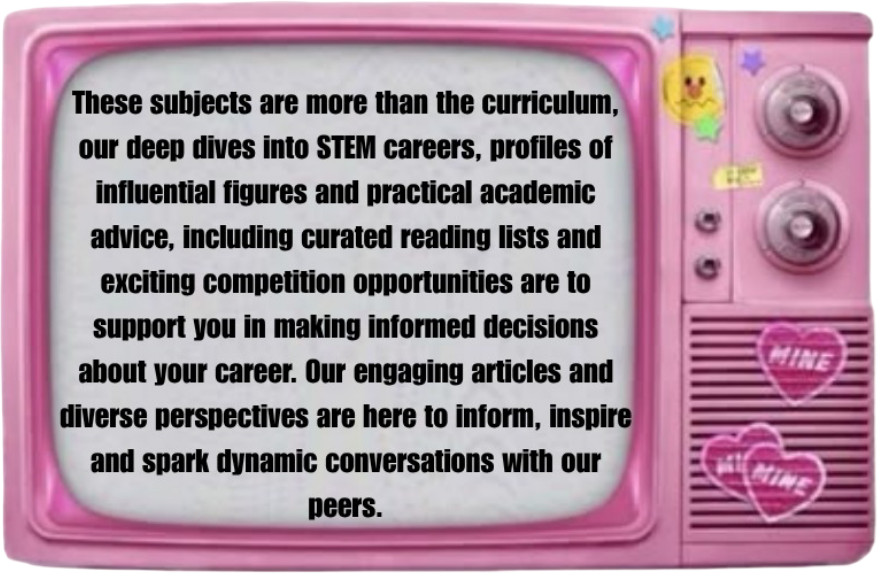 These subjects are more than the curriculum,
our deep dives into STEM careers, profiles of
influential figures and practical academic
advice, including curated reading lists and
exciting competition opportunities are to
support you in making informed decisions
about your career. Our engaging articles and
diverse perspectives are here to inform, inspire
and spark dynamic conversations with our
peers.
MINE
MI
MINE